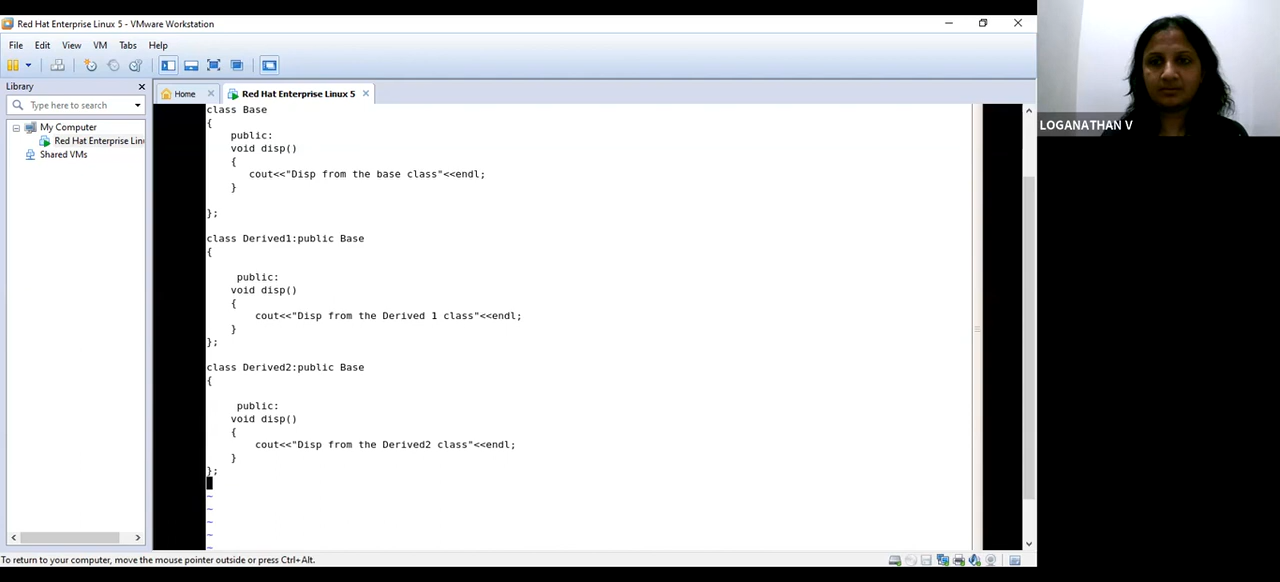 Red Hat Enterprise Linux 5 - VMware Workstation
File Edit View VM Tabs Help
Library
Type here to search
My Computer
Red Hat Enterprise Lin
Shared VMs
Home
Red Hat Enterprise Linux 5
class Base
{
public:
void disp()
{
cout<<"Disp from the base class"<<endl;
}
};
class Derived1:public Base
{
public:
void disp()
{
cout<<"Disp from the Derived 1 class"<<endl;
}
};
class Derived2:public Base
{
public:
void disp()
{
cout<<"Disp from the Derived2 class"<<endl;
}
};
~
~
~
~
~
To return to your computer, move the mouse pointer outside or press Ctrl+Alt.
LOGANATHAN V